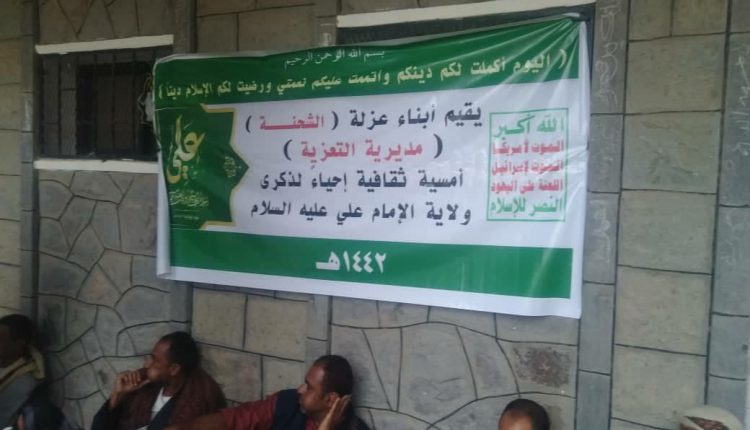 بسم الله الرحمن الرحيم
( اليوم أكملت لكم دينكم وأتممت عليكم نعمتي ورضيت لكم الإسلام دينا )
يقيم أبناء عزلة ( الشحنة )
( مديرية التعزية )
أمسية ثقافية إحياءً لذكرى
ولاية الإمام علي عليه السلام
١٤٤٢هـ
الله أكبر
الموت لأمريكا
الموت لإسرائيل
اللعنة على اليهود
النصر للإسلام
علي